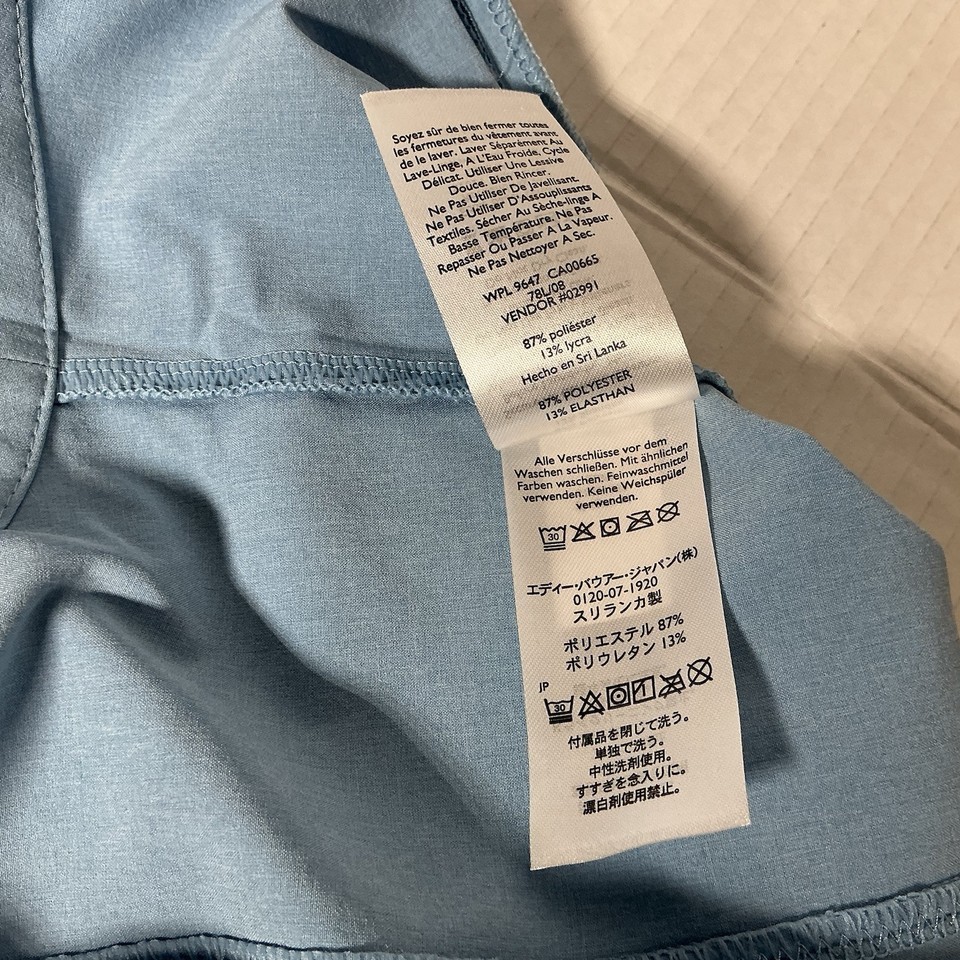 Soyez sûr de bien fermer toutes
les fermetures du vêtement avant
de le laver. Laver Séparément Au
Lave-Linge, A L'Eau Froide, Cycle
Délicat. Utiliser Une Lessive
Douce. Bien Rincer.
Ne Pas Utiliser De Javellisant.
Ne Pas Utiliser D'Assouplissants
Textiles. Sécher Au Sèche-linge A
Basse Température. Ne Pas
Repasser Ou Passer A La Vapeur.
Ne Pas Nettoyer A Sec.
WPL 9647 CA00665
78L/08
VENDOR #02991
87% poliéster
13% lycra
Hecho en Sri Lanka
87% POLYESTER
13% ELASTHAN
Alle Verschlüsse vor dem
Waschen schließen. Mit ähnlichen
Farben waschen. Feinwaschmittel
verwenden. Keine Weichspüler
verwenden.
30
エディー・バウアー・ジャパン(株)
0120-07-1920
スリランカ製
ポリエステル 87%
ポリウレタン 13%
JP
30
付属品を閉じて洗う。
単独で洗う。
中性洗剤使用。
すすぎを念入りに。
漂白剤使用禁止。